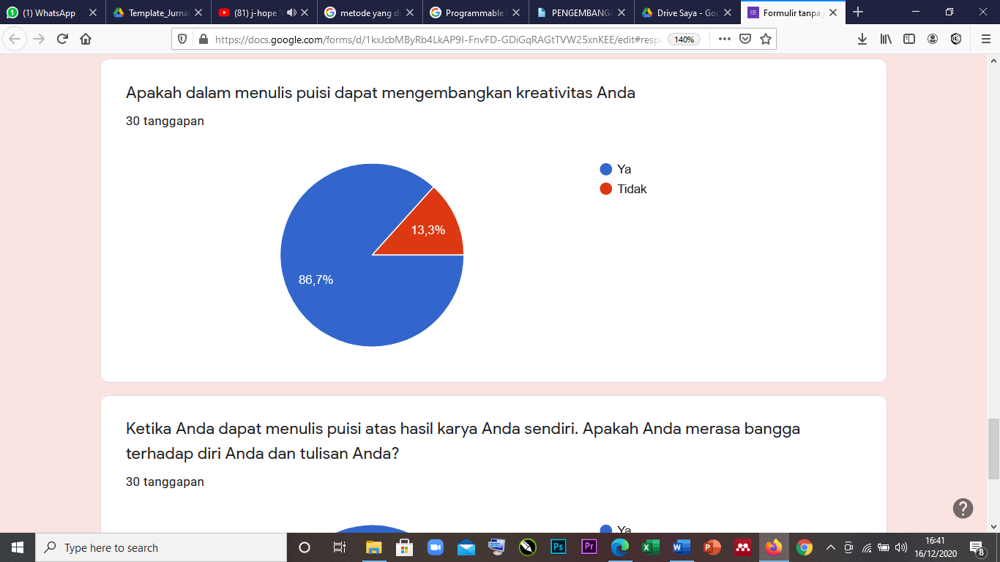 (1) WhatsApp
Template_Jurna
(81) j-hope '
metode yang di
Programmable
PENGEMBANGA
Drive Saya - Goo
Formulir tanpa
https://docs.google.com/forms/d/1kxJcbMByRb4LkAP9I-FnvFD-GDiGqRAGtTVW25xnKEE/edit#resp
140%
Apakah dalam menulis puisi dapat mengembangkan kreativitas Anda
30 tanggapan
Ya
Tidak
13,3%
86,7%
Ketika Anda dapat menulis puisi atas hasil karya Anda sendiri. Apakah Anda merasa bangga
terhadap diri Anda dan tulisan Anda?
30 tanggapan
Ya
Type here to search
16:41
16/12/2020
8